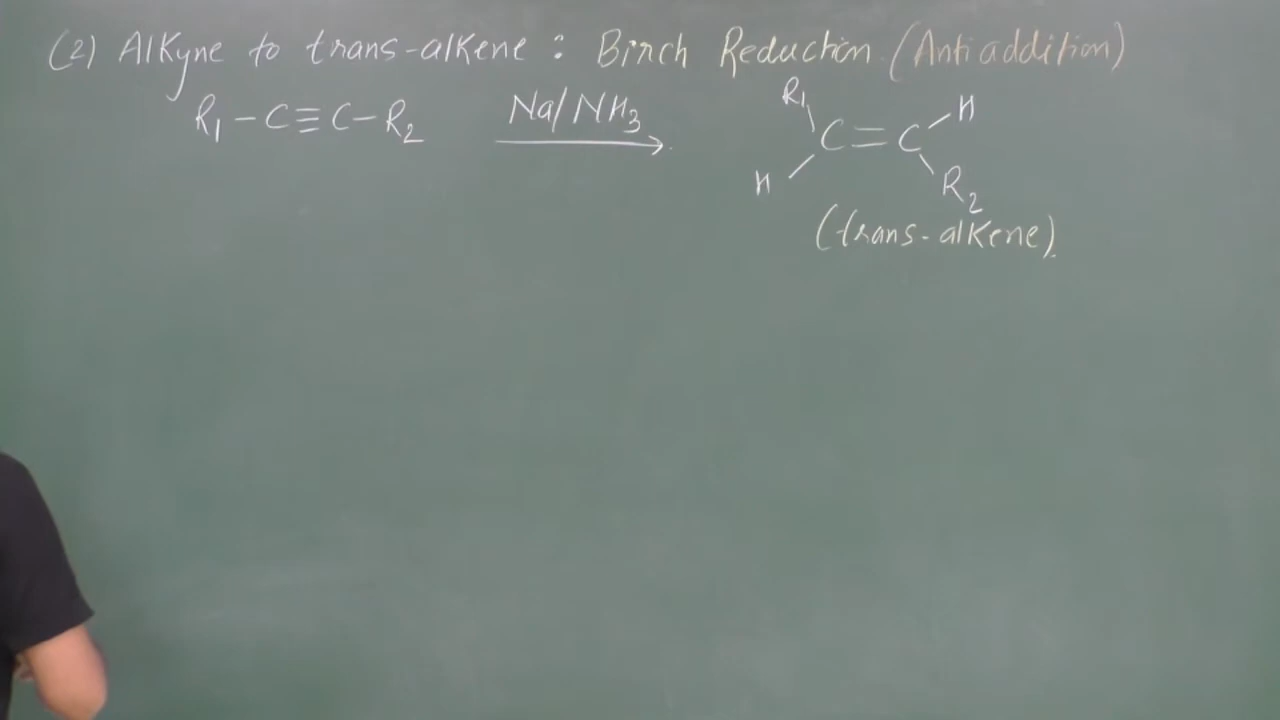 (2) Alkyne to trans-alkene : Birch Reduction (Anti addition)
R₁–C≡C–R₂ Na/NH₃ R₁ H
C=C
H R₂
(trans-alkene).